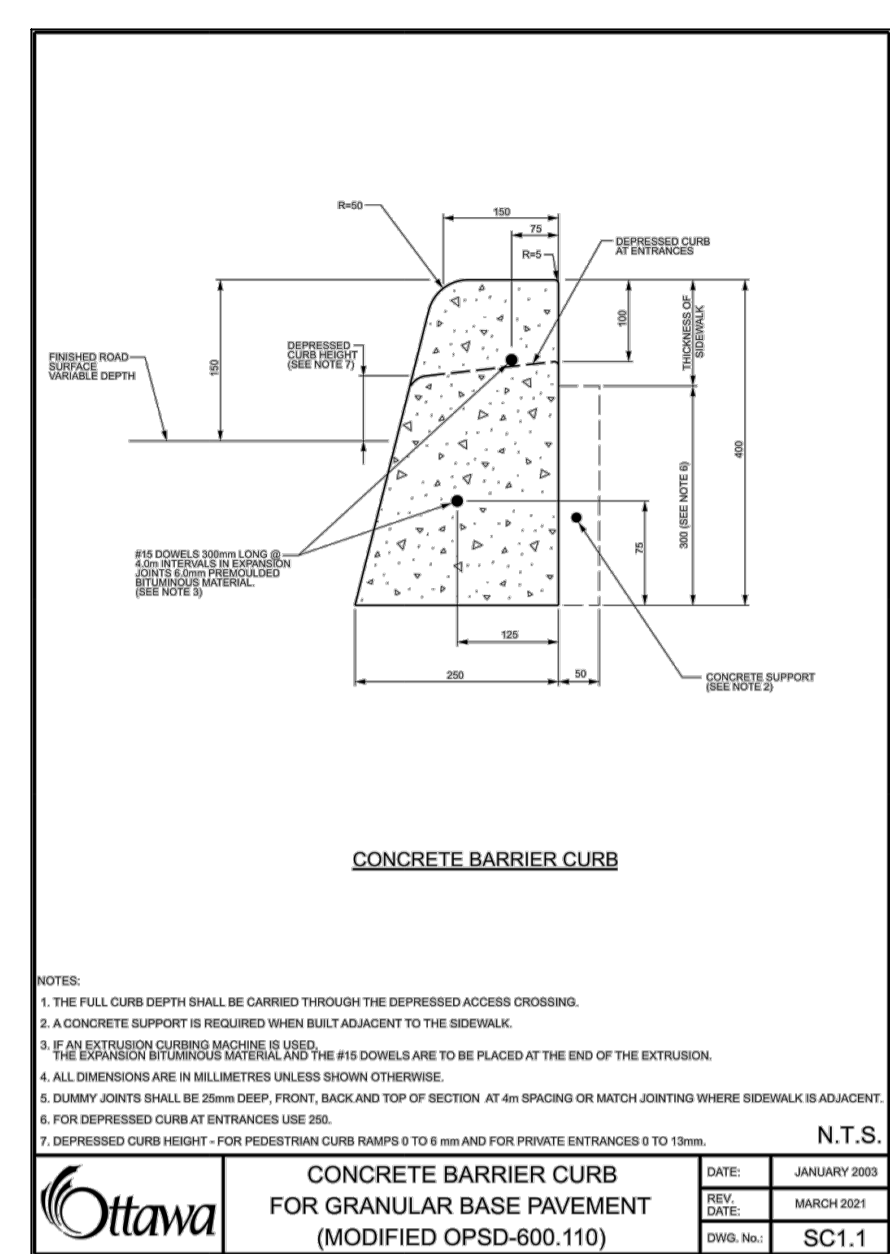 R=50
150
75
R=5
DEPRESSED CURB
AT ENTRANCES
THICKNESS OF
SIDEWALK
100
DEPRESSED
CURB HEIGHT
(SEE NOTE 7)
FINISHED ROAD
SURFACE
VARIABLE DEPTH
150
400
300 (SEE NOTE 6)
75
#15 DOWELS 300mm LONG @
4.0m INTERVALS IN EXPANSION
JOINTS 6.0mm PREMOULDED
BITUMINOUS MATERIAL.
(SEE NOTE 3)
125
250
50
CONCRETE SUPPORT
(SEE NOTE 2)
CONCRETE BARRIER CURB
NOTES:
1. THE FULL CURB DEPTH SHALL BE CARRIED THROUGH THE DEPRESSED ACCESS CROSSING.
2. A CONCRETE SUPPORT IS REQUIRED WHEN BUILT ADJACENT TO THE SIDEWALK.
3. IF AN EXTRUSION CURBING MACHINE IS USED,
THE EXPANSION BITUMINOUS MATERIAL AND THE #15 DOWELS ARE TO BE PLACED AT THE END OF THE EXTRUSION.
4. ALL DIMENSIONS ARE IN MILLIMETRES UNLESS SHOWN OTHERWISE.
5. DUMMY JOINTS SHALL BE 25mm DEEP, FRONT, BACK AND TOP OF SECTION AT 4m SPACING OR MATCH JOINTING WHERE SIDEWALK IS ADJACENT.
6. FOR DEPRESSED CURB AT ENTRANCES USE 250.
7. DEPRESSED CURB HEIGHT - FOR PEDESTRIAN CURB RAMPS 0 TO 6 mm AND FOR PRIVATE ENTRANCES 0 TO 13mm.
N.T.S.
Ottawa
CONCRETE BARRIER CURB
FOR GRANULAR BASE PAVEMENT
(MODIFIED OPSD-600.110)
DATE: JANUARY 2003
REV.
DATE: MARCH 2021
DWG. No.: SC1.1